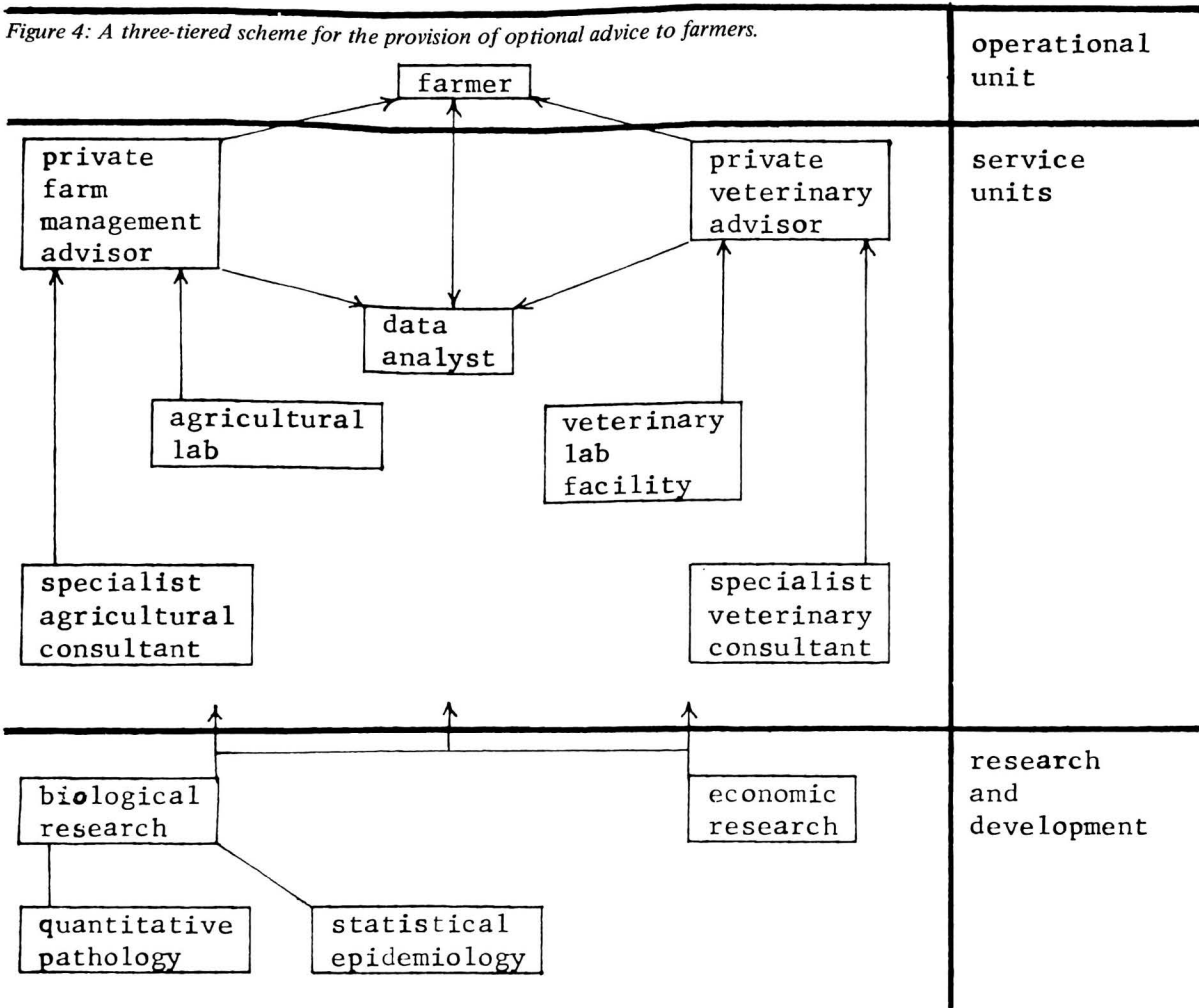 Figure 4: A three-tiered scheme for the provision of optional advice to farmers.
operational
unit
farmer
private
farm
management
advisor
private
veterinary
advisor
service
units
data
analyst
agricultural
lab
veterinary
lab
facility
specialist
agricultural
consultant
specialist
veterinary
consultant
biological
research
economic
research
research
and
development
quantitative
pathology
statistical
epidemiology